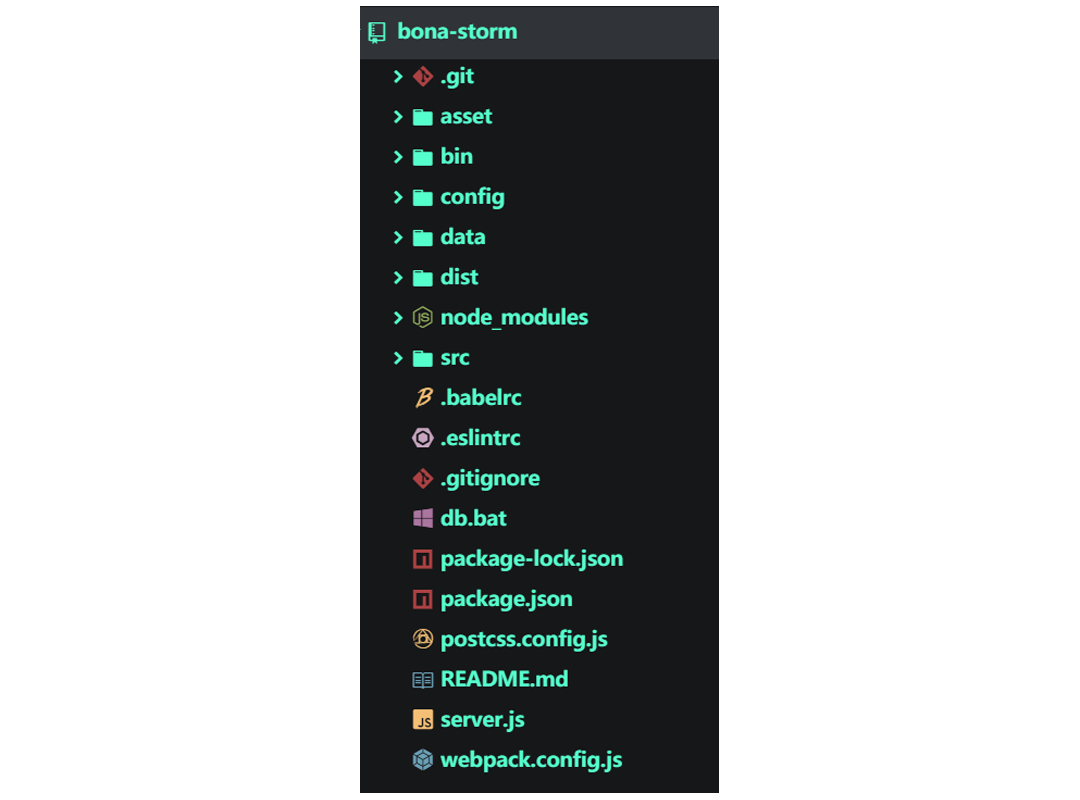 bona-storm
.git
asset
bin
config
data
dist
node_modules
src
.babelrc
.eslintrc
.gitignore
db.bat
package-lock.json
package.json
postcss.config.js
README.md
server.js
webpack.config.js